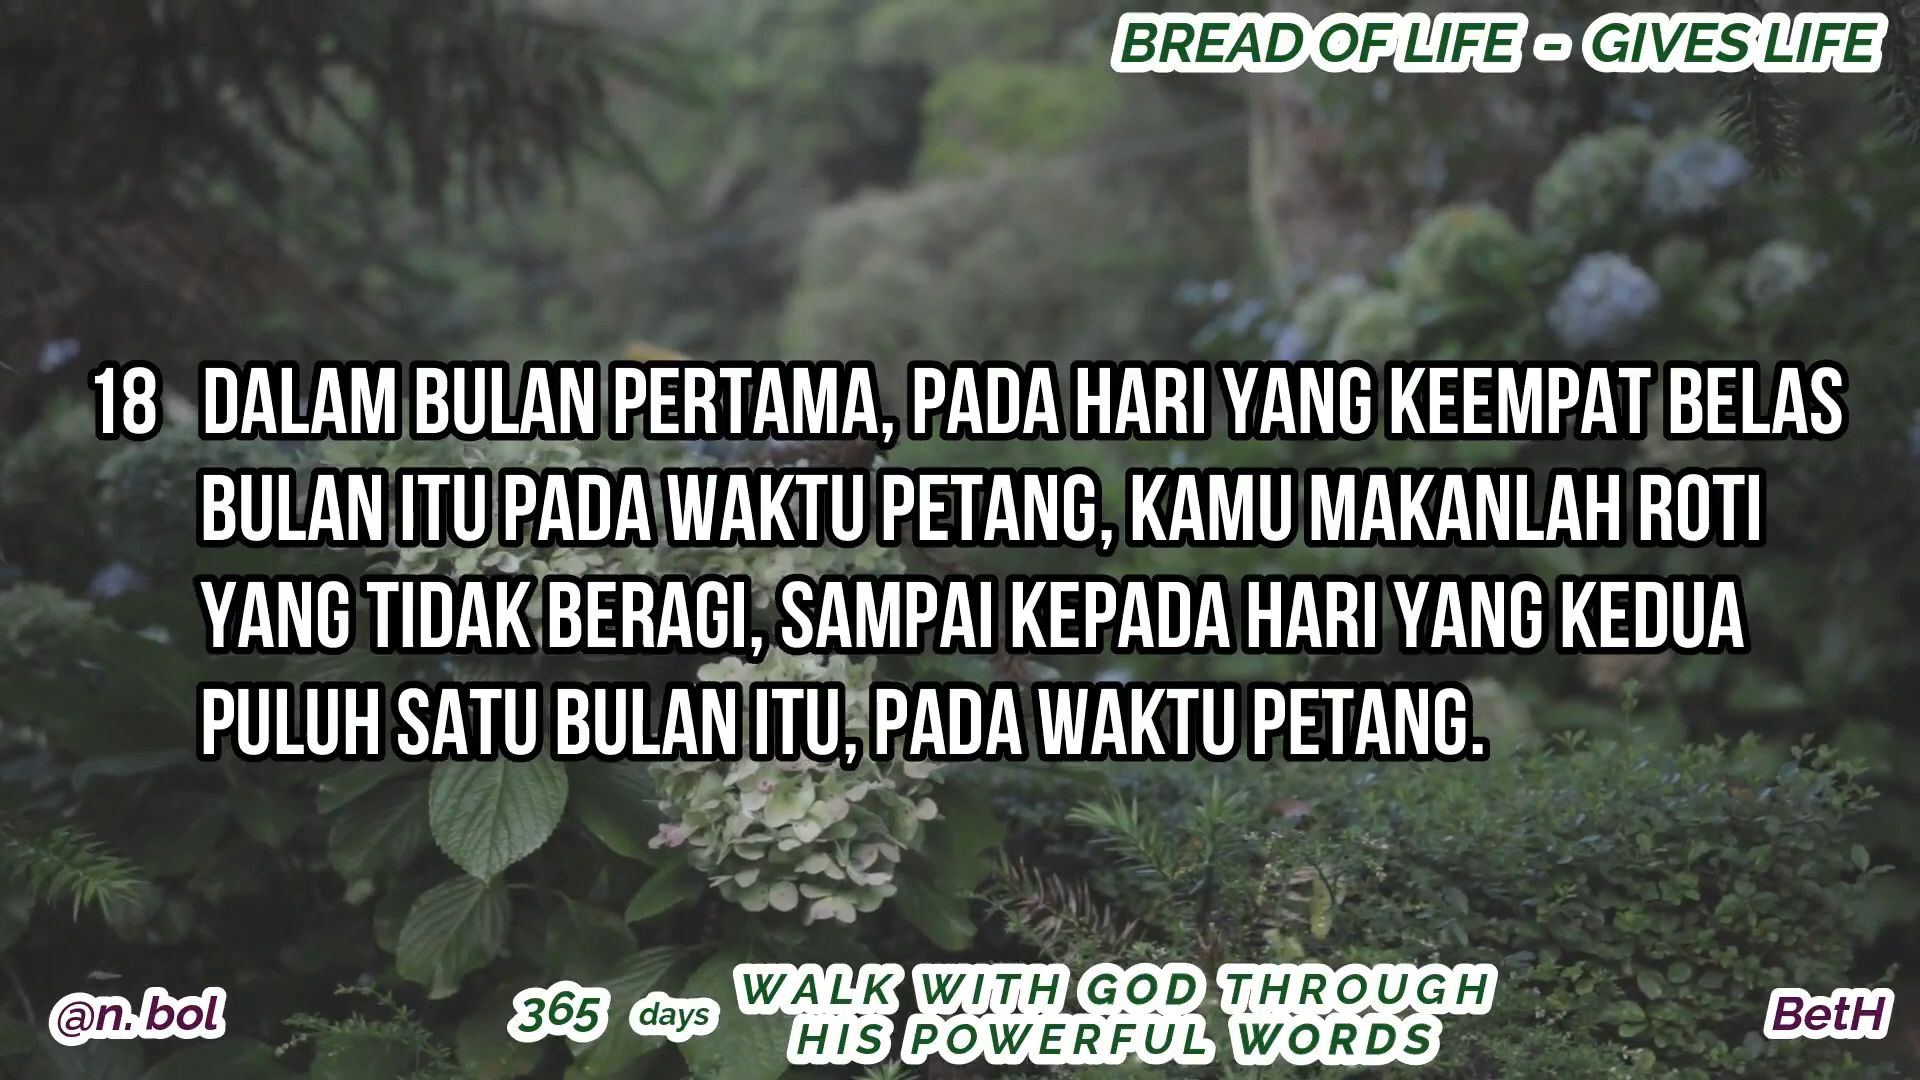 BREAD OF LIFE - GIVES LIFE
18 DALAM BULAN PERTAMA, PADA HARI YANG KEEMPAT BELAS
BULAN ITU PADA WAKTU PETANG, KAMU MAKANLAH ROTI
YANG TIDAK BERAGI, SAMPAI KEPADA HARI YANG KEDUA
PULUH SATU BULAN ITU, PADA WAKTU PETANG.
@n.bol
365 days
WALK WITH GOD THROUGH
HIS POWERFUL WORDS
BetH